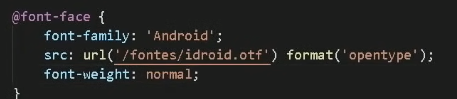 @font-face {
font-family: 'Android';
src: url('/fontes/idroid.otf') format('opentype');
font-weight: normal;
}